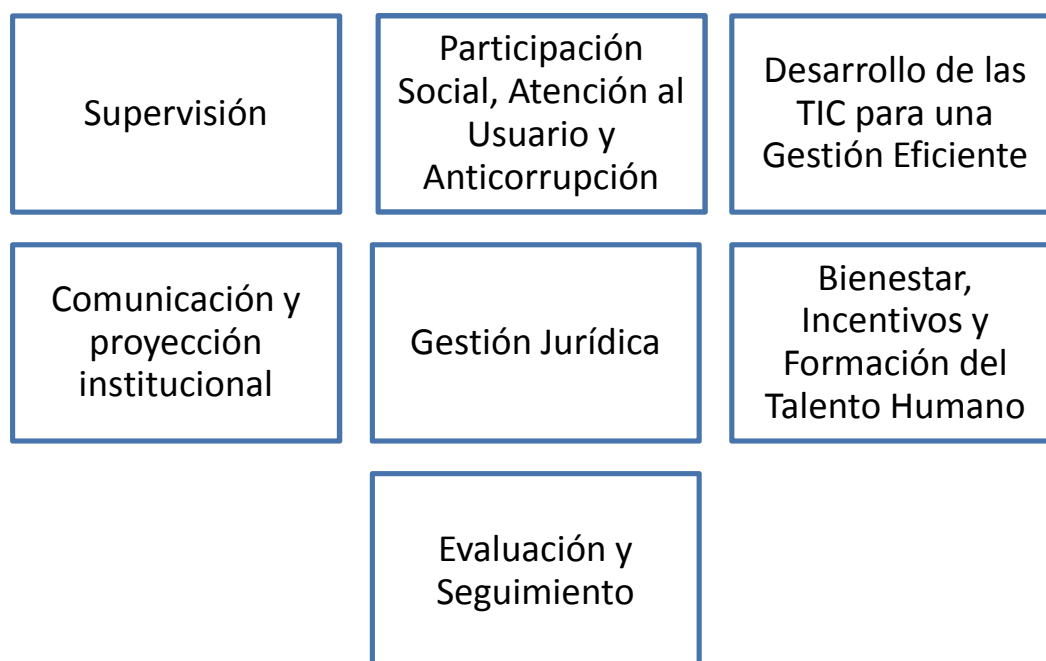 Supervisión
Participación
Social, Atención al
Usuario y
Anticorrupción
Desarrollo de las
TIC para una
Gestión Eficiente
Comunicación y
proyección
institucional
Gestión Jurídica
Bienestar,
Incentivos y
Formación del
Talento Humano
Evaluación y
Seguimiento